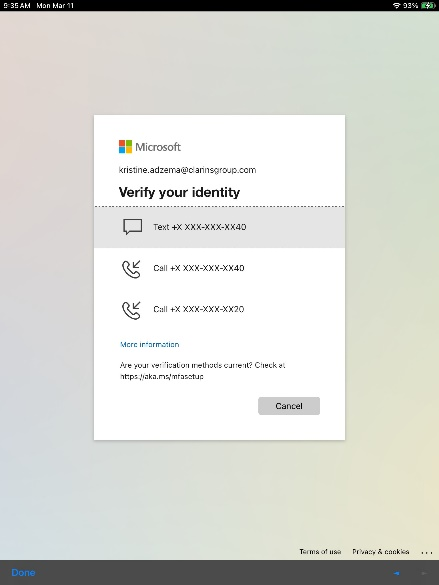 9:35 AM Mon Mar 11
93%
Microsoft
kristine.adzema@clarinsgroup.com
Verify your identity
Text +X XXX-XXX-XX40
Call +X XXX-XXX-XX40
Call +X XXX-XXX-XX20
More information
Are your verification methods current? Check at
https://aka.ms/mfasetup
Cancel
Terms of use Privacy & cookies ...
Done